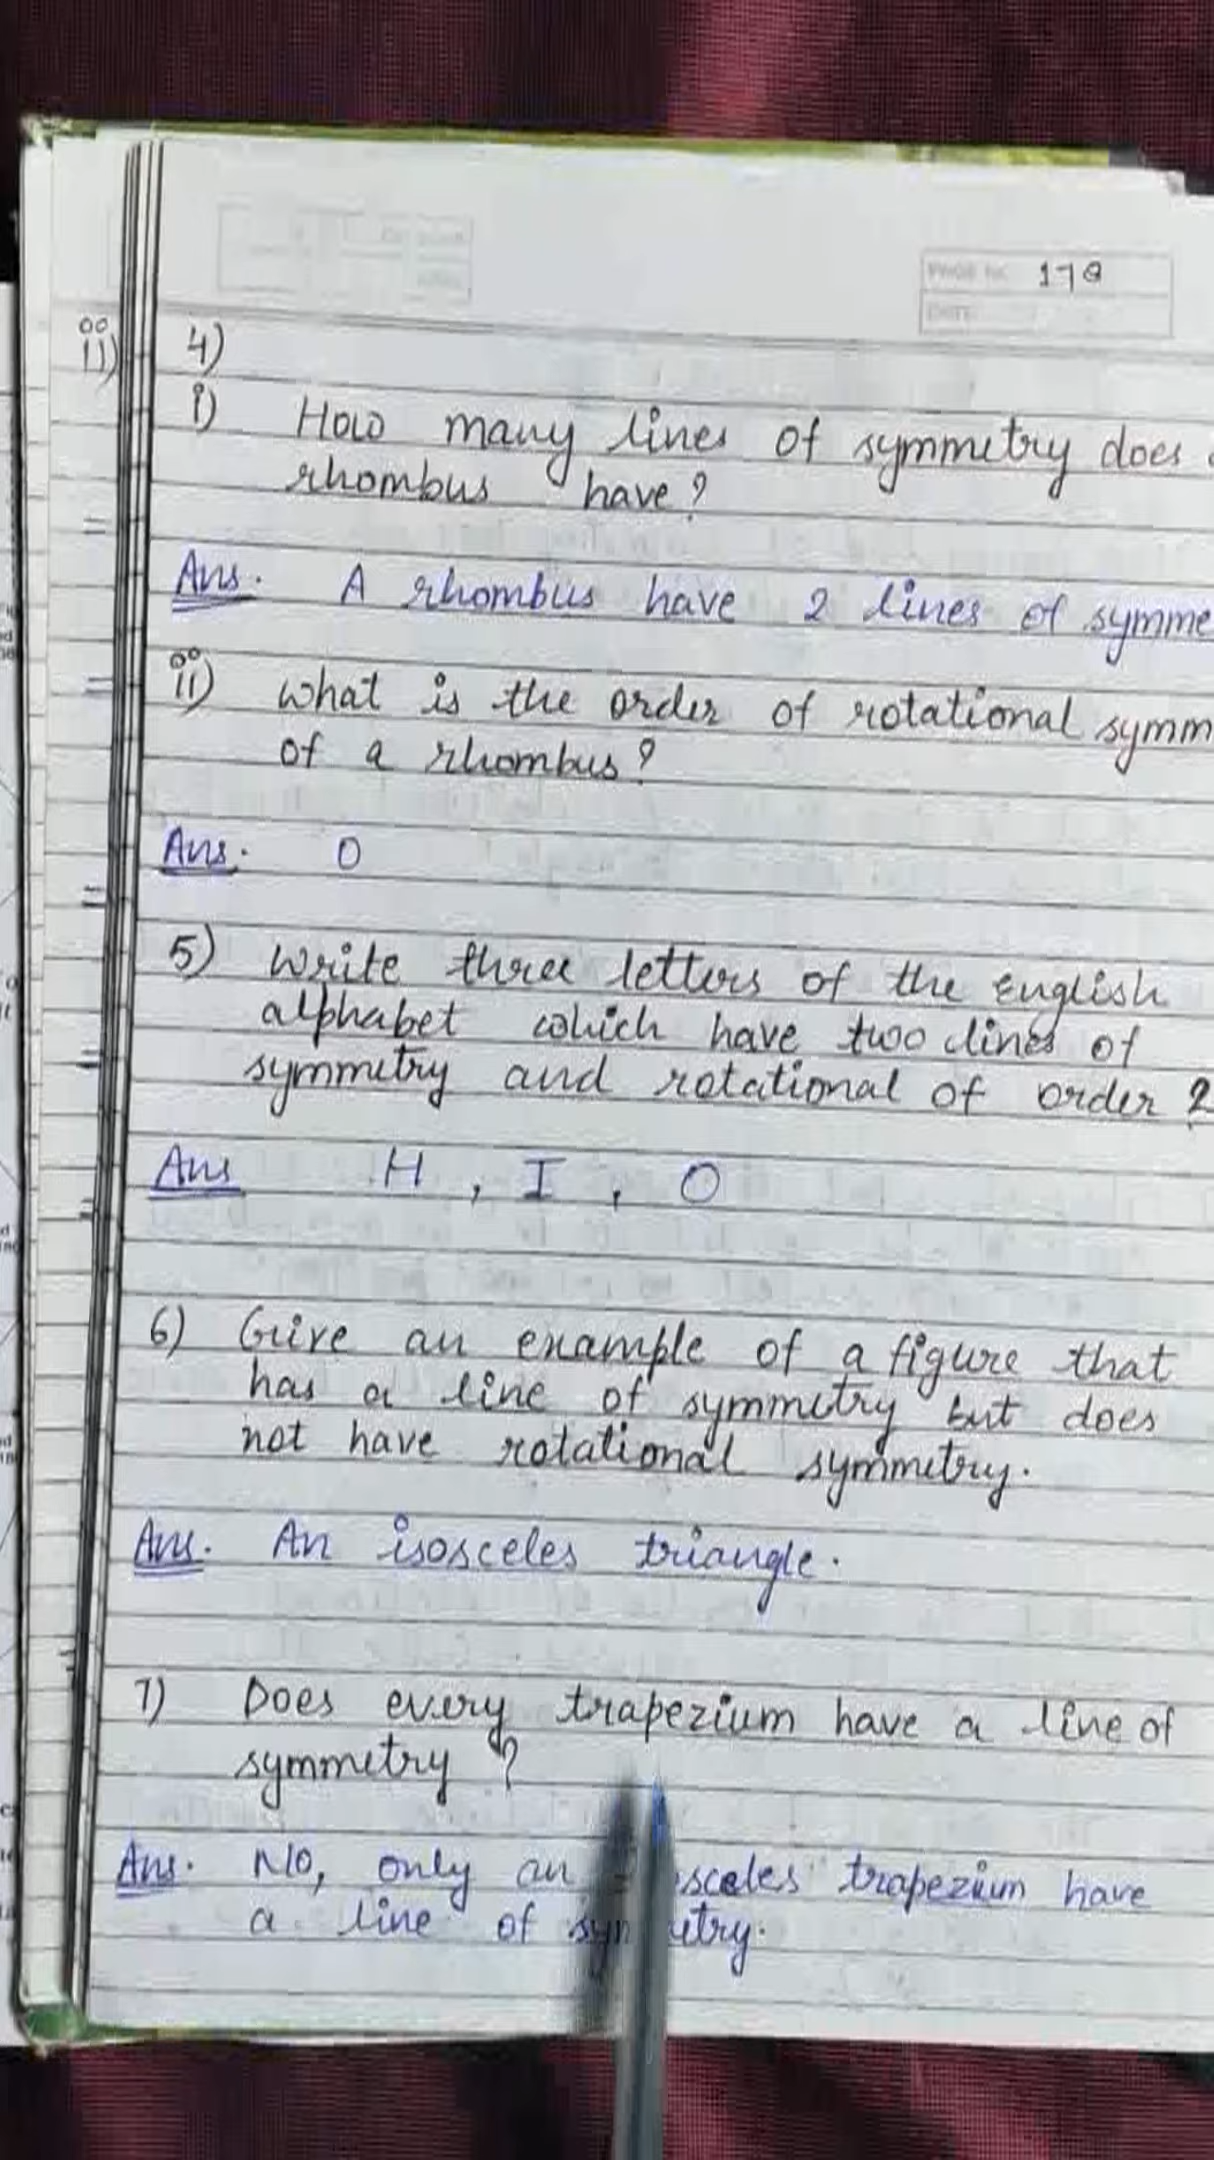 PAGE NO. 179
DATE
ii) 4)
i) How many lines of symmetry does
rhombus have?
Ans. A rhombus have 2 lines of symme
ii) what is the order of rotational symm
of a rhombus?
Ans. 0
5) Write three letters of the English
alphabet which have two lines of
symmetry and rotational of order 2
Ans H, I, O
6) Give an example of a figure that
has a line of symmetry but does
not have rotational symmetry.
Ans. An isosceles triangle.
7) Does every trapezium have a line of
symmetry?
Ans. No, only an sceles trapezium have
a line of sym etry.